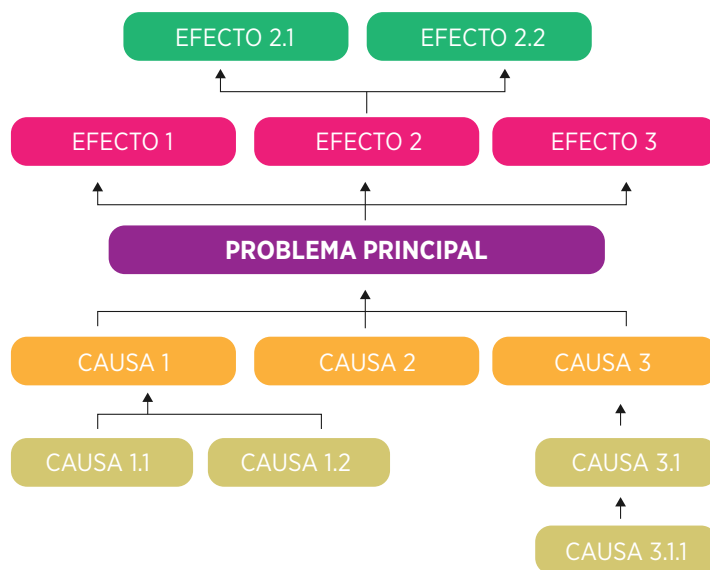 EFECTO 2.1
EFECTO 2.2
EFECTO 1
EFECTO 2
EFECTO 3
PROBLEMA PRINCIPAL
CAUSA 1
CAUSA 2
CAUSA 3
CAUSA 1.1
CAUSA 1.2
CAUSA 3.1
CAUSA 3.1.1